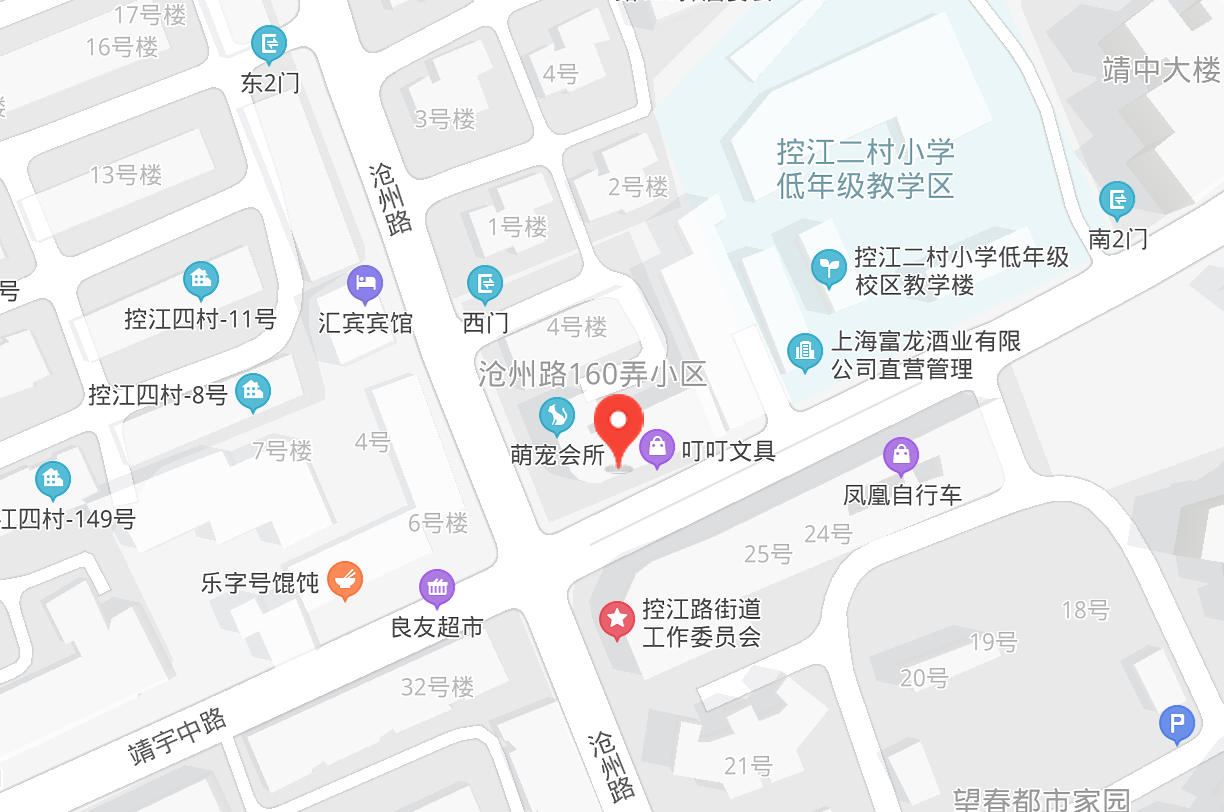 17号楼
16号楼
东2门
4号
3号楼
靖中大楼
控江二村小学
低年级教学区
13号楼
沧州路
2号楼
1号楼
南2门
控江二村小学低年级
校区教学楼
号
控江四村-11号
汇宾宾馆
西门
4号楼
上海富龙酒业有限
公司直营管理
沧州路160弄小区
控江四村-8号
萌宠会所
叮叮文具
7号楼
4号
凤凰自行车
江四村-149号
6号楼
24号
25号
乐字号馄饨
良友超市
控江路街道
工作委员会
18号
19号
20号
32号楼
P
靖宇中路
沧州路
21号
望春都市家园